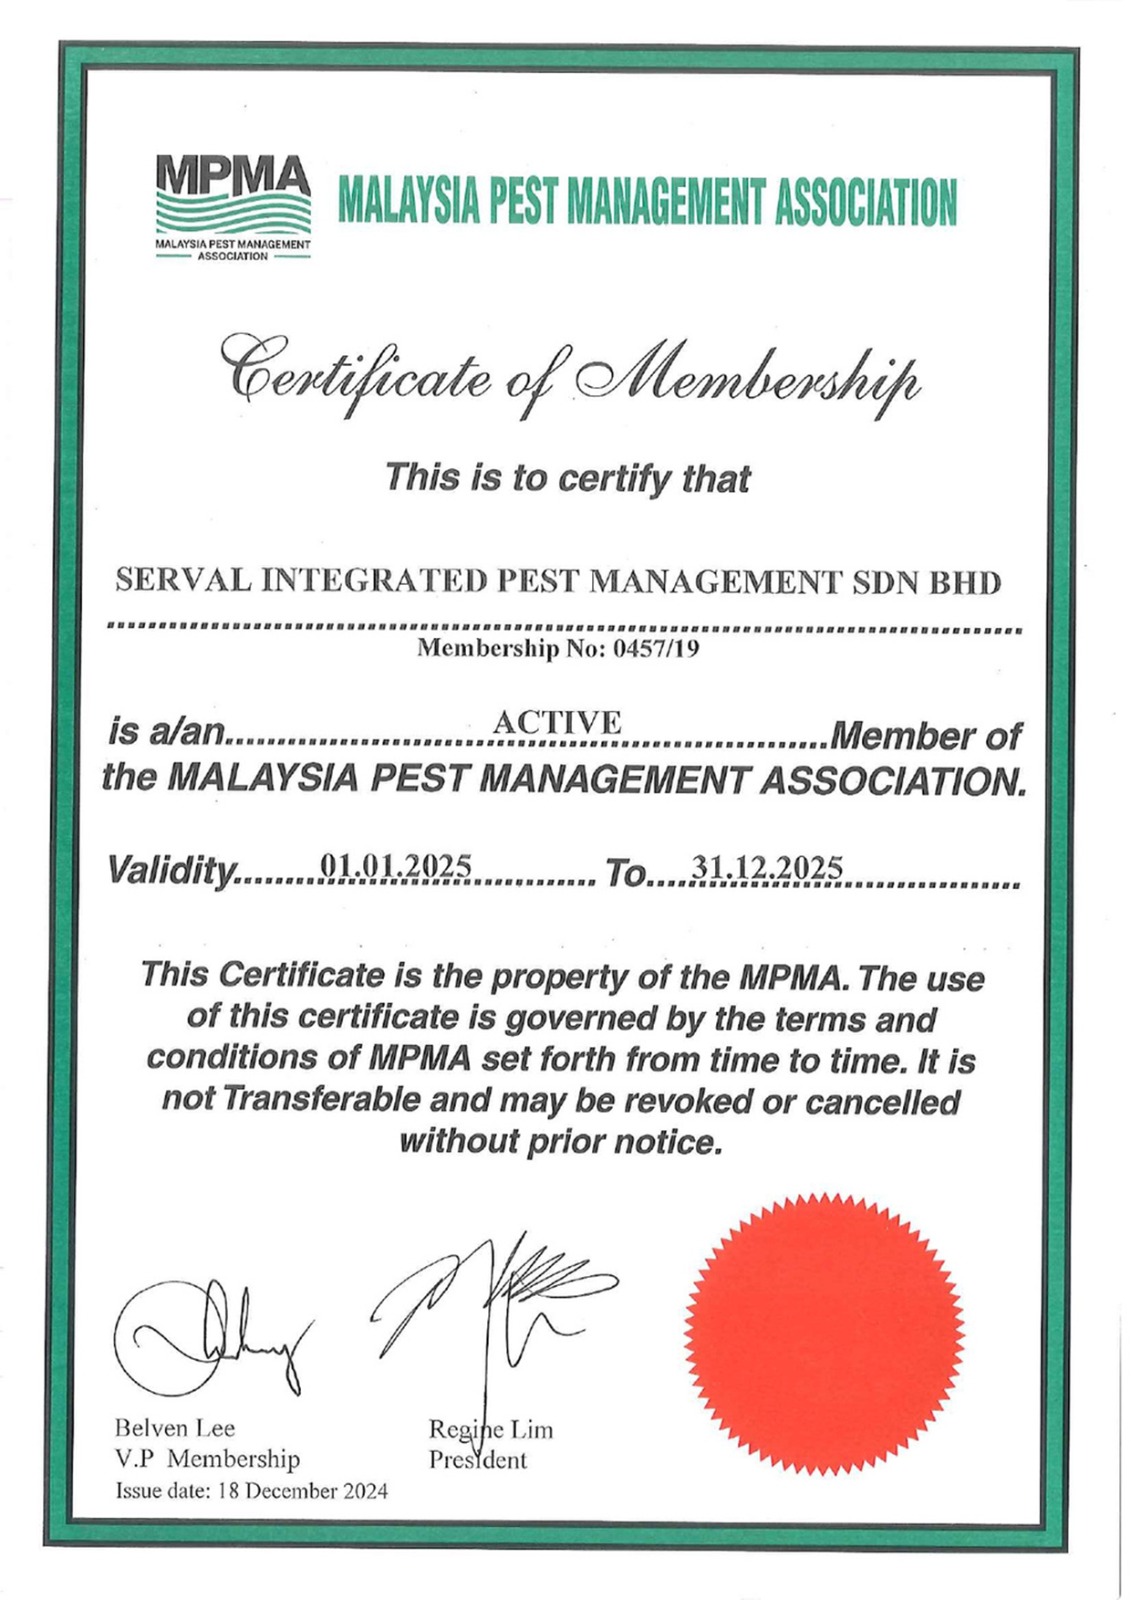 MPMA
MALAYSIA PEST MANAGEMENT
ASSOCIATION
MALAYSIA PEST MANAGEMENT ASSOCIATION
Certificate of Membership
This is to certify that
SERVAL INTEGRATED PEST MANAGEMENT SDN BHD
Membership No: 0457/19
is a/an ACTIVE Member of
the MALAYSIA PEST MANAGEMENT ASSOCIATION.
Validity 01.01.2025 To 31.12.2025
This Certificate is the property of the MPMA. The use
of this certificate is governed by the terms and
conditions of MPMA set forth from time to time. It is
not Transferable and may be revoked or cancelled
without prior notice.
Belven Lee
V.P Membership
Issue date: 18 December 2024
Regine Lim
President